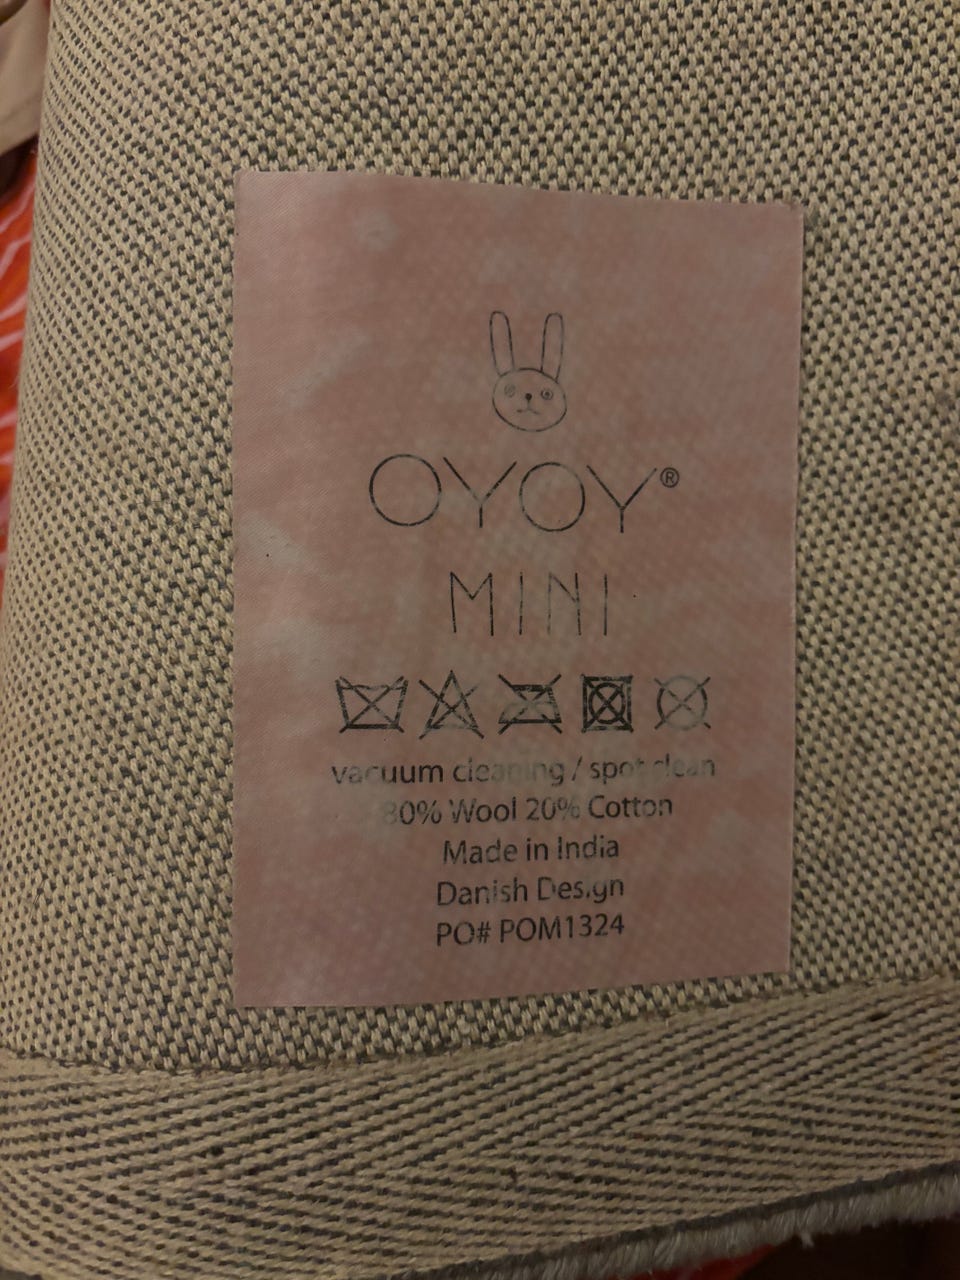 OYOY®
MINI
vacuum cleaning / spot clean
80% Wool 20% Cotton
Made in India
Danish Design
PO# POM1324